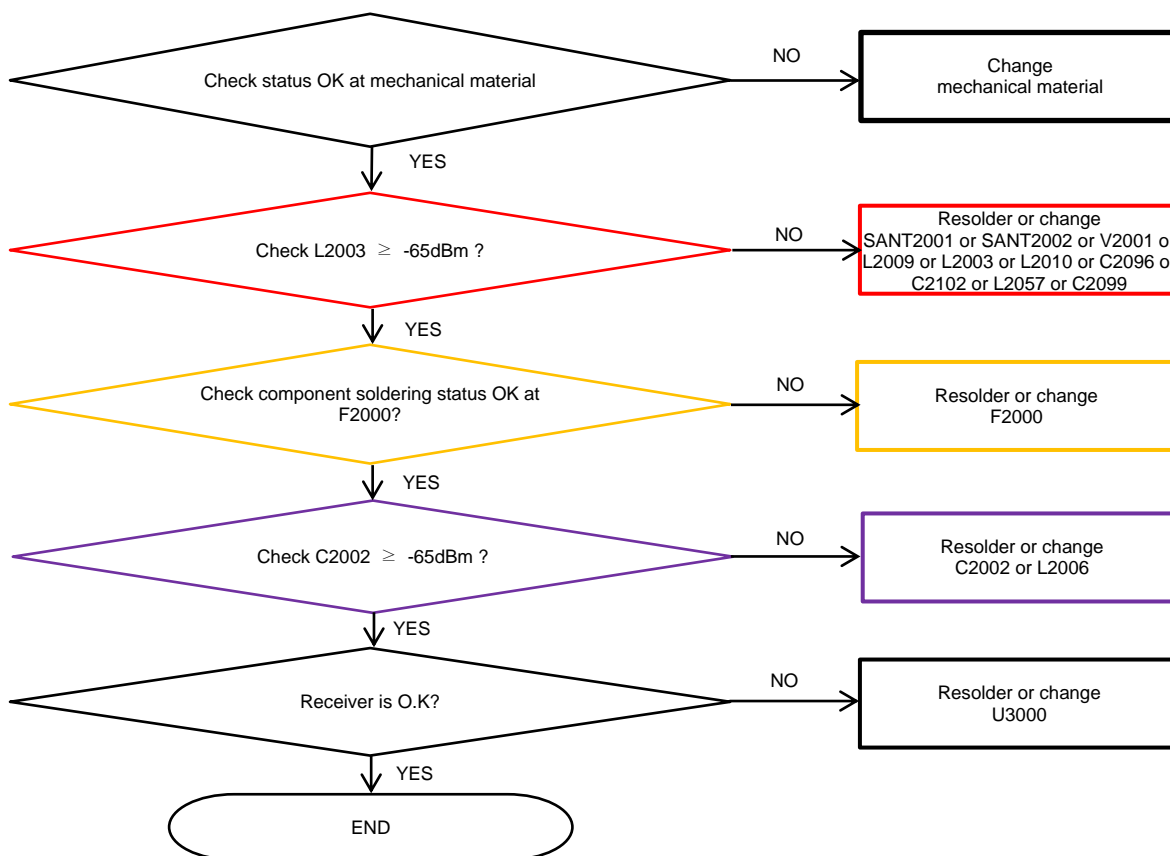 Check status OK at mechanical material
NO
Change
mechanical material
YES
Check L2003 ≥ -65dBm ?
NO
Resolder or change
SANT2001 or SANT2002 or V2001 o
L2009 or L2003 or L2010 or C2096 o
C2102 or L2057 or C2099
YES
Check component soldering status OK at
F2000?
NO
Resolder or change
F2000
YES
Check C2002 ≥ -65dBm ?
NO
Resolder or change
C2002 or L2006
YES
Receiver is O.K?
NO
Resolder or change
U3000
YES
END